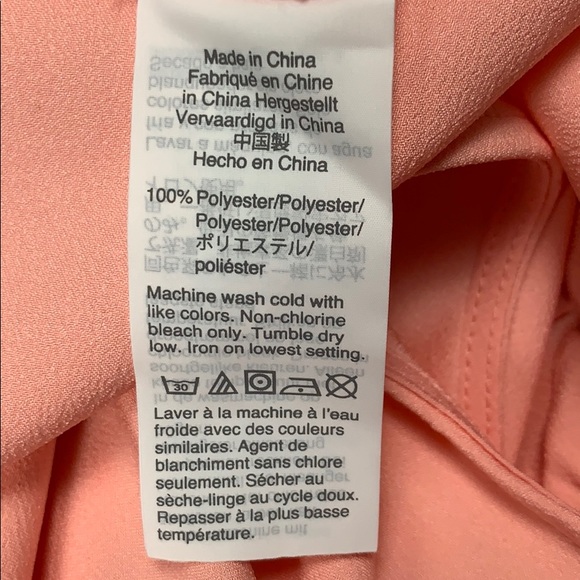 Made in China
Fabriqué en Chine
in China Hergestellt
Vervaardigd in China
中国製
Hecho en China
100% Polyester/Polyester/
Polyester/Polyester/
ポリエステル/
poliéster
Machine wash cold with
like colors. Non-chlorine
bleach only. Tumble dry
low. Iron on lowest setting.
30
Laver à la machine à l'eau
froide avec des couleurs
similaires. Agent de
blanchiment sans chlore
seulement. Sécher au
sèche-linge au cycle doux.
Repasser à la plus basse
température.